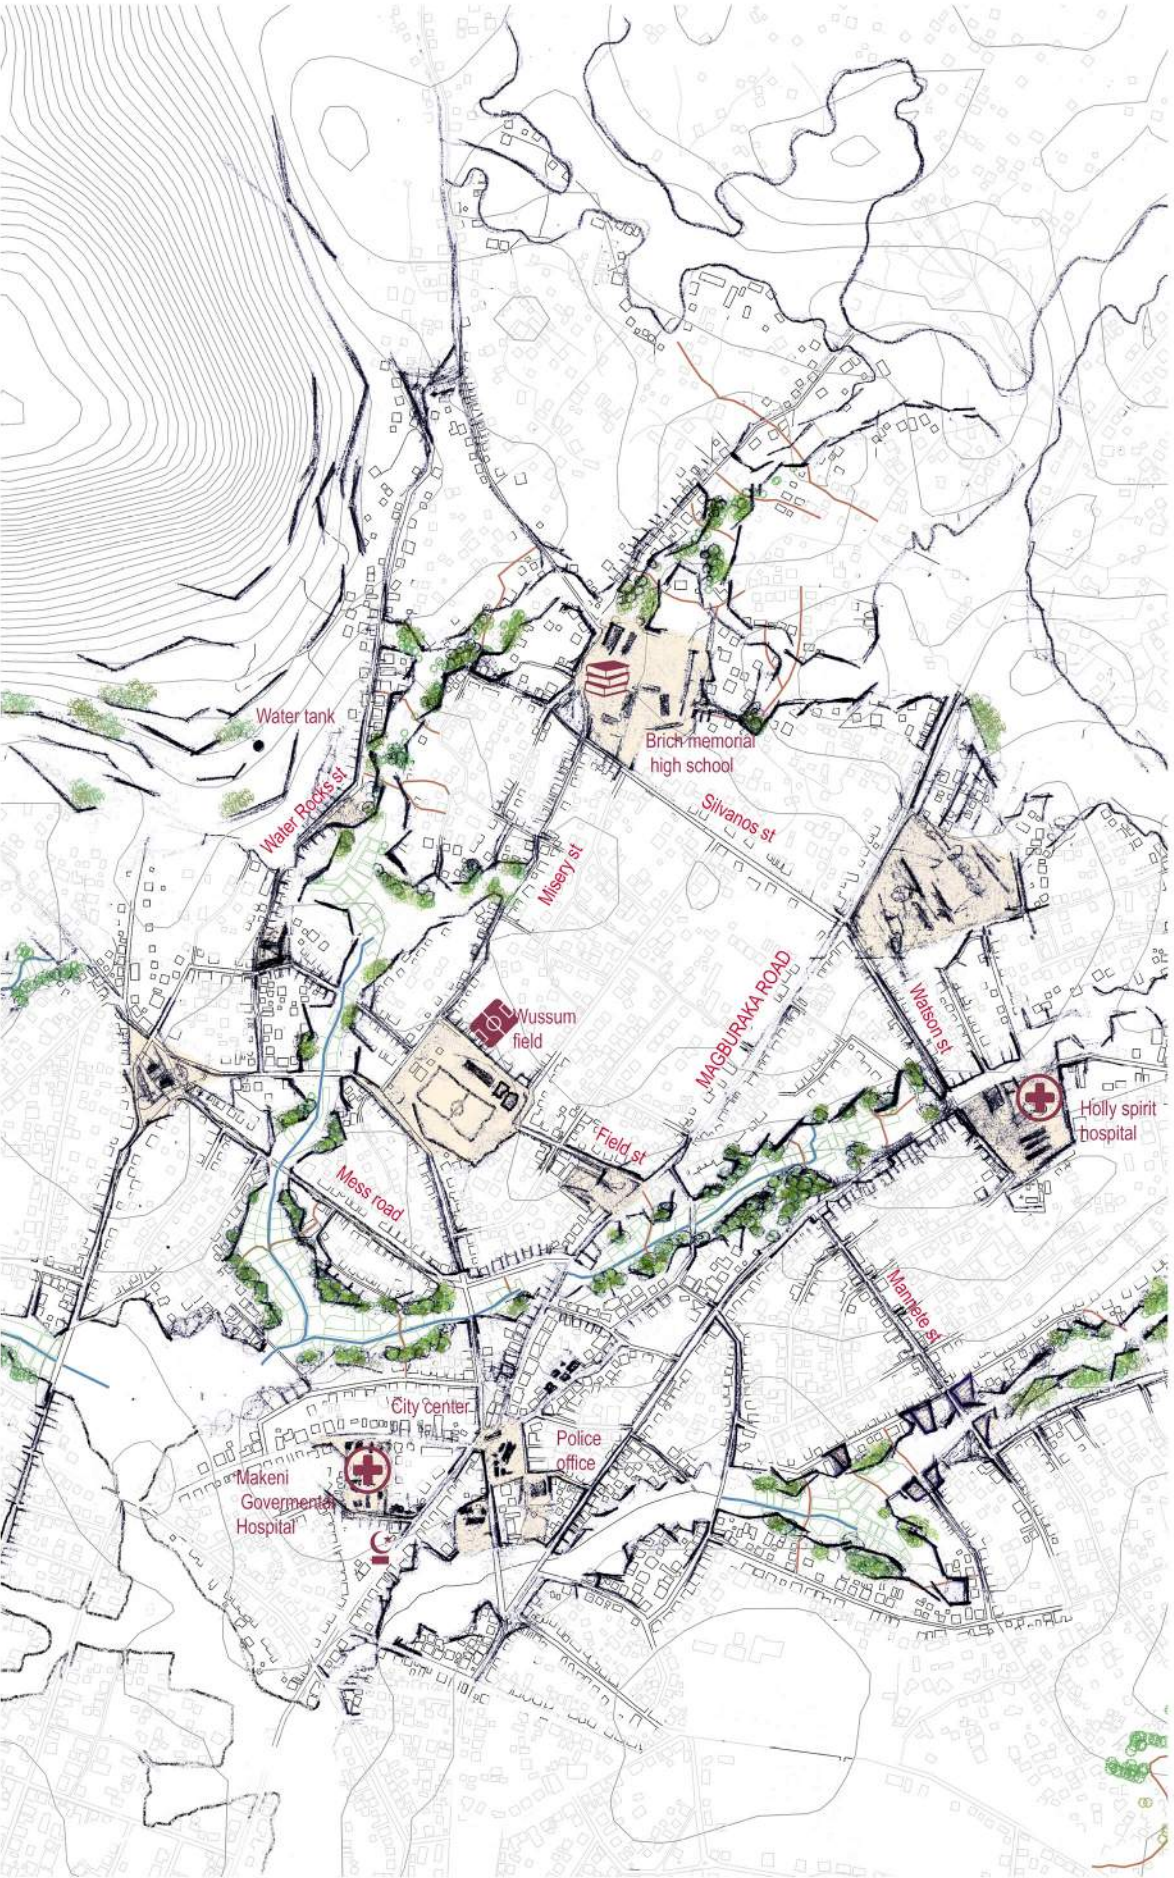 Water tank
Brich memorial
high school
Water Rocks st
Silvanos st
Misery st
MAGBURAKA ROAD
Watson st
Wussum
field
Holly spirit
hospital
Field st
Mess road
Mannete st
City center
Police
office
Makeni
Govermental
Hospital